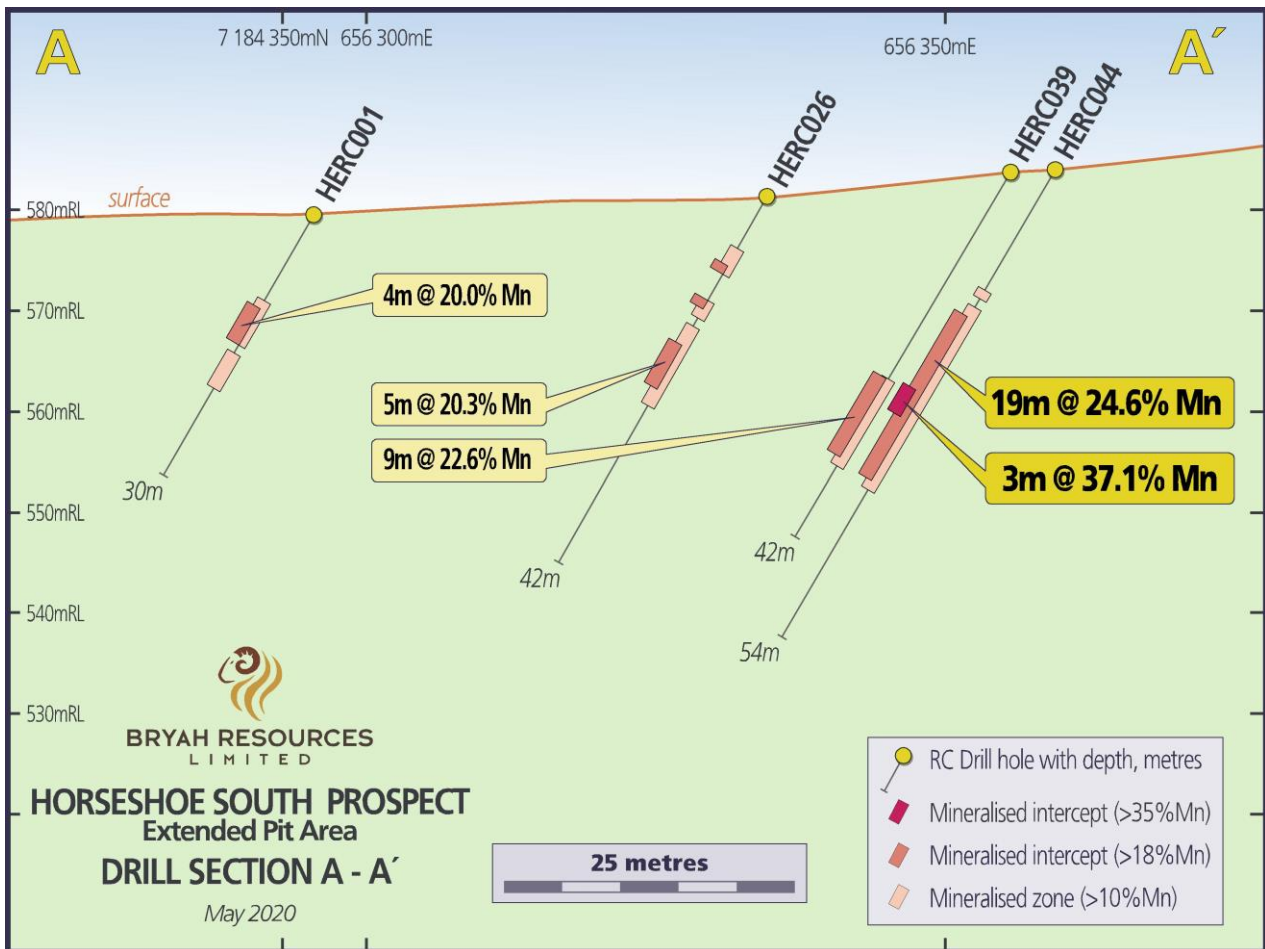 A
7 184 350mN
656 300mE
656 350mE
A´
HERC001
HERC026
HERC039
HERC044
surface
580mRL
570mRL
560mRL
550mRL
540mRL
530mRL
4m @ 20.0% Mn
5m @ 20.3% Mn
9m @ 22.6% Mn
19m @ 24.6% Mn
3m @ 37.1% Mn
30m
42m
42m
54m
BRYAH RESOURCES
LIMITED
HORSESHOE SOUTH PROSPECT
Extended Pit Area
DRILL SECTION A - A´
May 2020
25 metres
RC Drill hole with depth, metres
Mineralised intercept (>35%Mn)
Mineralised intercept (>18%Mn)
Mineralised zone (>10%Mn)